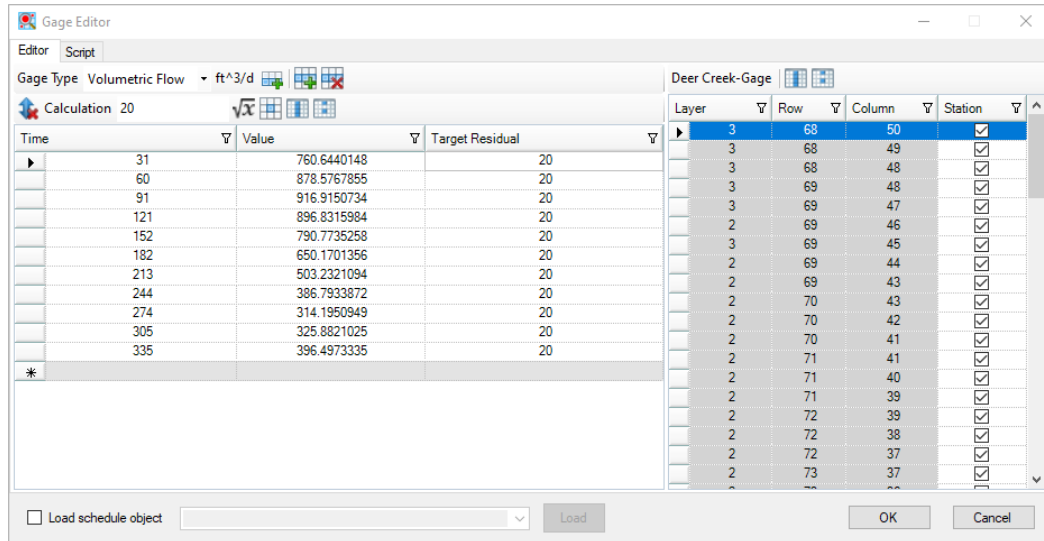 Gage Editor
Editor Script
Gage Type Volumetric Flow ft^3/d
Calculation 20
Time Value Target Residual
31 760.6440148 20
60 878.5767855 20
91 916.9150734 20
121 896.8315984 20
152 790.7735258 20
182 650.1701356 20
213 503.2321094 20
244 386.7933872 20
274 314.1950949 20
305 325.8821025 20
335 396.4973335 20
Deer Creek-Gage
Layer Row Column Station
3 68 50
3 68 49
3 68 48
3 69 48
3 69 47
2 69 46
3 69 45
2 69 44
2 69 43
2 70 43
2 70 42
2 70 41
2 71 41
2 71 40
2 71 39
2 72 39
2 72 38
2 72 37
2 73 37
Load schedule object Load OK Cancel